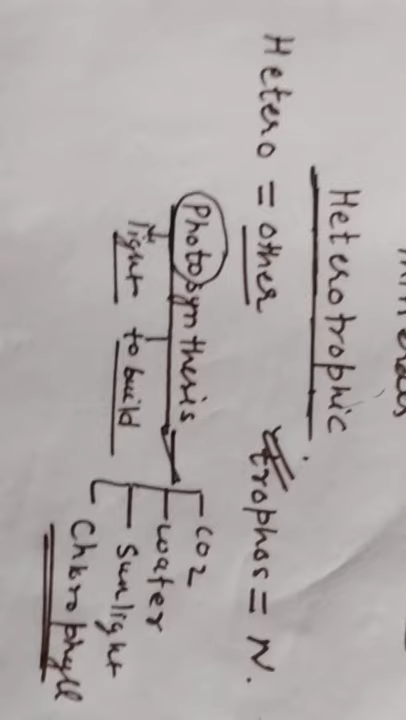 Heterotrophic
Hetero = other trophos = N.
Photosynthesis
light to build
CO2
water
Sunlight
Chlorophyll